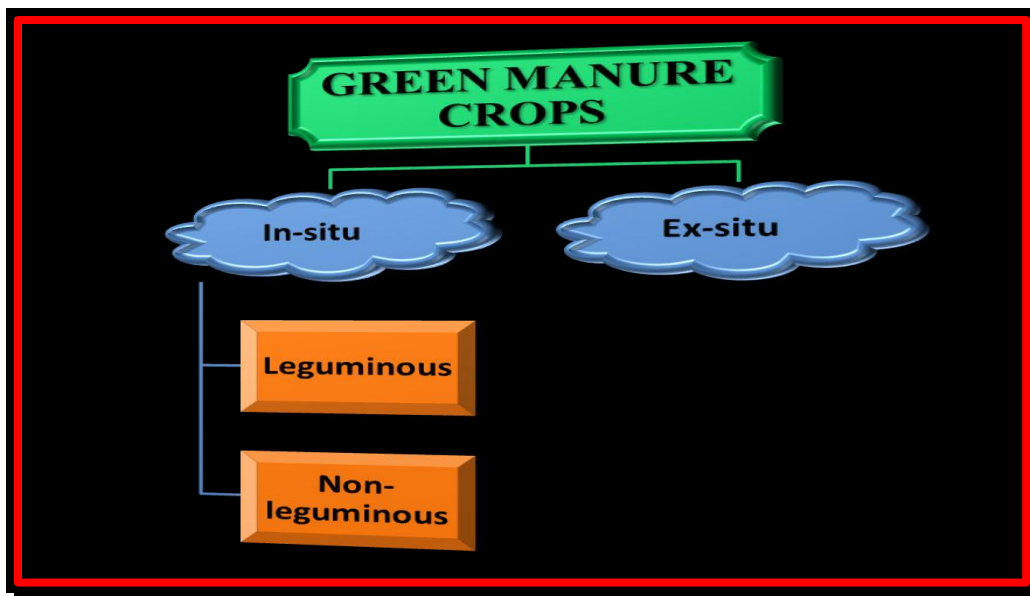 GREEN MANURE
CROPS
In-situ
Ex-situ
Leguminous
Non-
leguminous